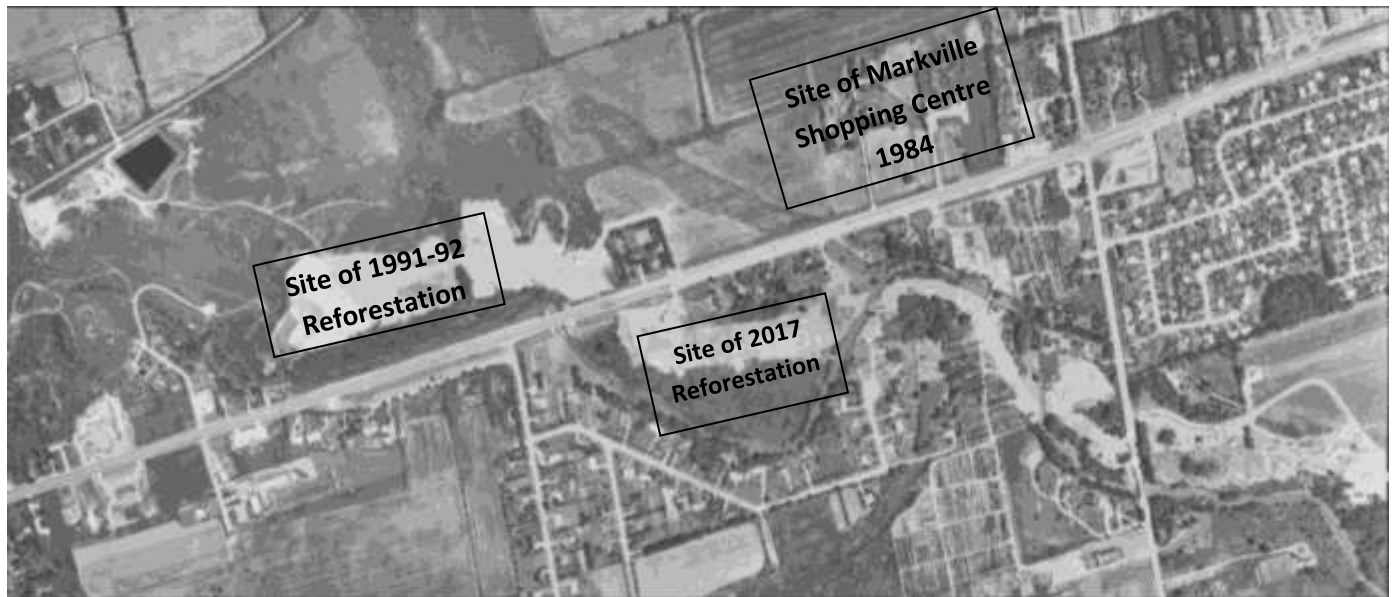 Site of Markville
Shopping Centre
1984
Site of 1991-92
Reforestation
Site of 2017
Reforestation